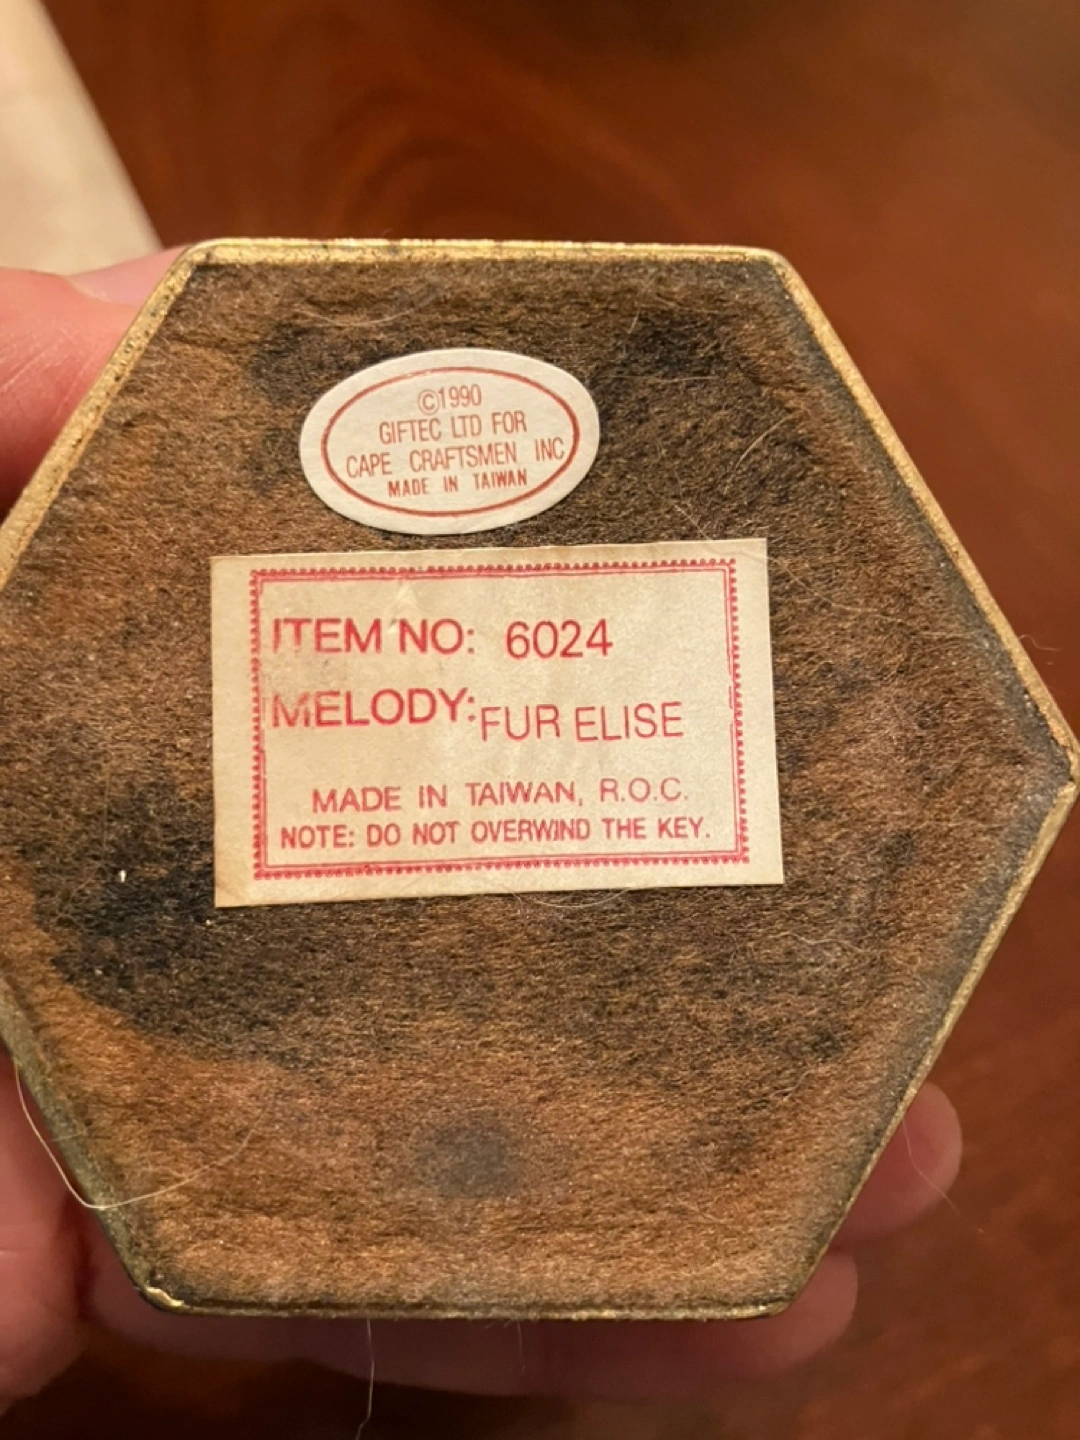 ©1990
GIFTEC LTD FOR
CAPE CRAFTSMEN INC
MADE IN TAIWAN
ITEM NO: 6024
MELODY: FUR ELISE
MADE IN TAIWAN, R.O.C.
NOTE: DO NOT OVERWIND THE KEY.